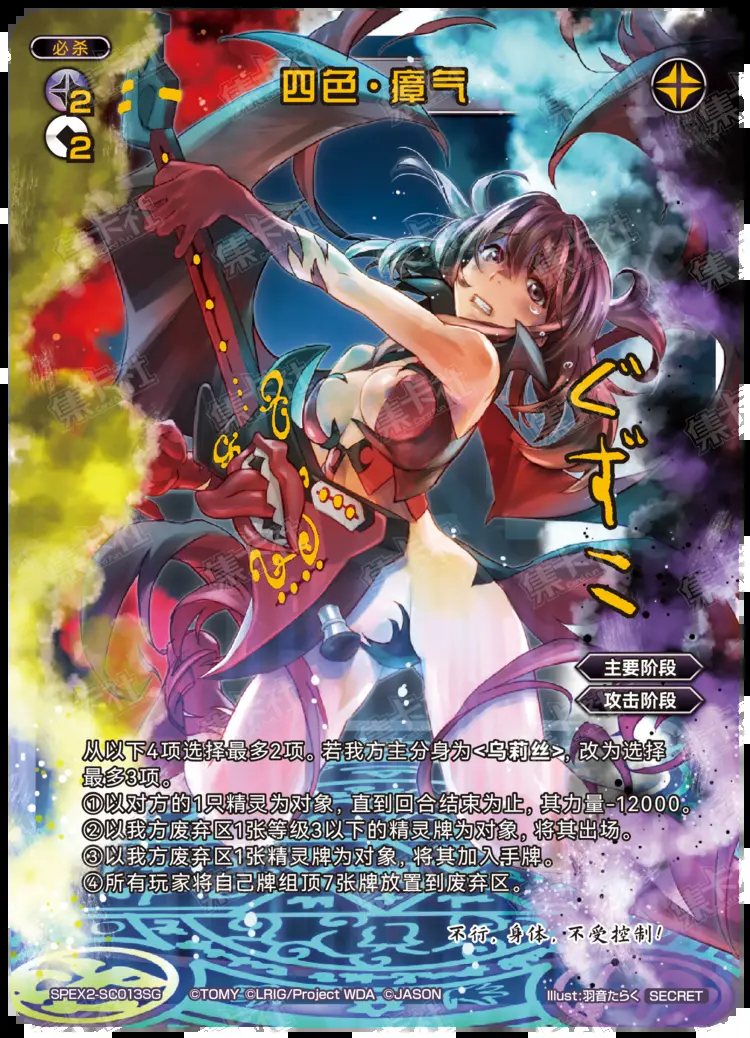 必杀
2
四色·瘴气
2
ぐずこ
主要阶段
攻击阶段
从以下4项选择最多2项。若我方主分身为<乌莉丝>，改为选择
最多3项。
①以对方的1只精灵为对象，直到回合结束为止，其力量-12000。
②以我方废弃区1张等级3以下的精灵牌为对象，将其出场。
③以我方废弃区1张精灵牌为对象，将其加入手牌。
④所有玩家将自己牌组顶7张牌放置到废弃区。
不行，身体，不受控制！
SPEX2-SC013SG ©TOMY ©LRIG/Project WDA ©JASON Illust:羽音たらく SECRET
集卡社